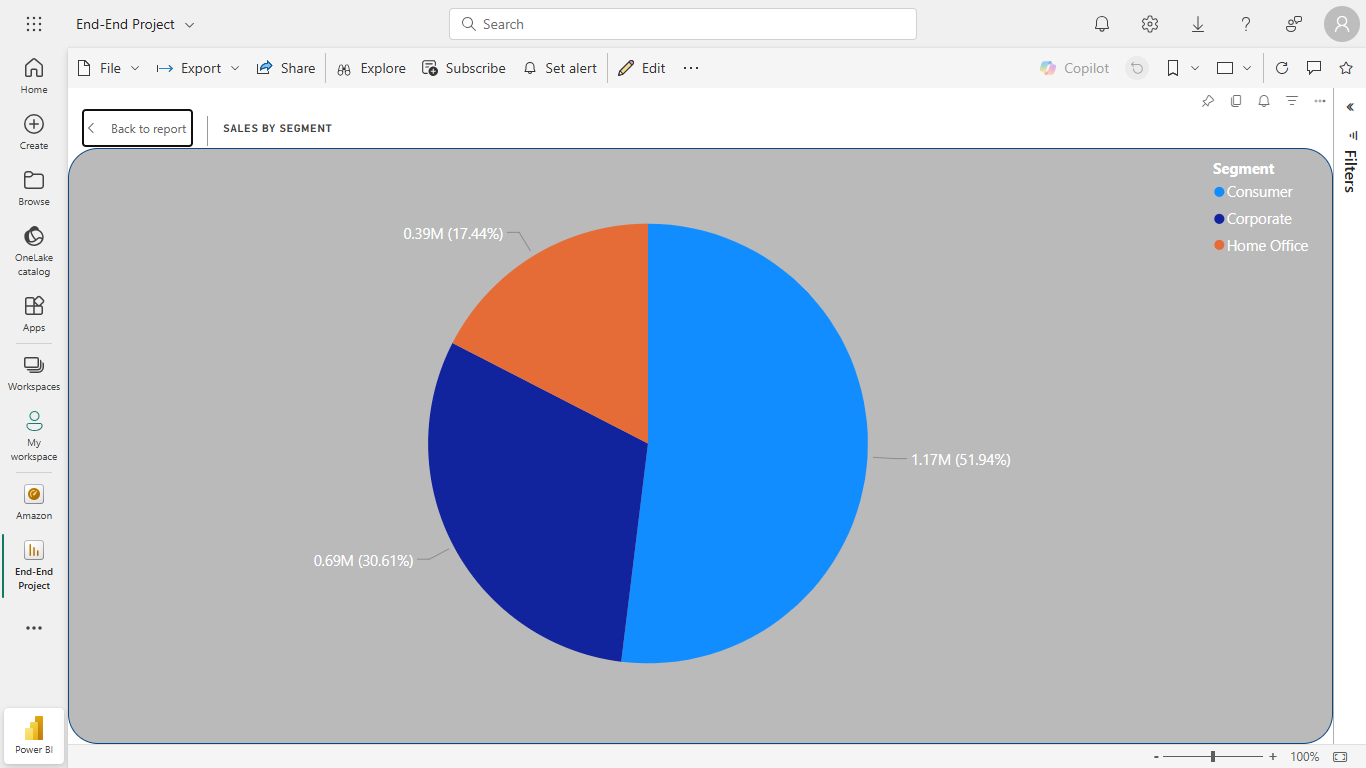 End-End Project
Search
File
Export
Share
Explore
Subscribe
Set alert
Edit
Copilot
Home
Create
Browse
OneLake
catalog
Apps
Workspaces
My
workspace
Amazon
End-End
Project
Power BI
Back to report
SALES BY SEGMENT
Segment
Consumer
Corporate
Home Office
0.39M (17.44%)
1.17M (51.94%)
0.69M (30.61%)
Filters
- + 100%